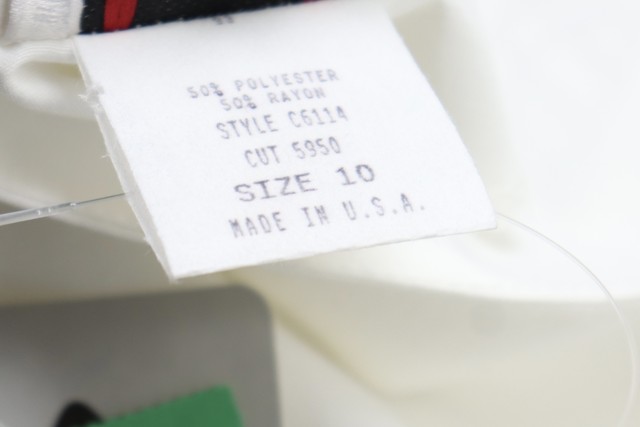 50% POLYESTER
50% RAYON
STYLE C6114
CUT 5950
SIZE 10
MADE IN U.S.A.